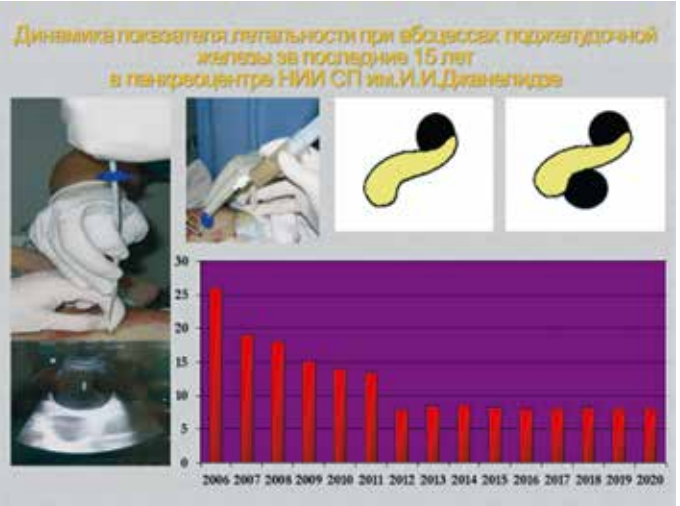 Динамика показателя летальности при абсцессах поджелудочной
железы за последние 15 лет
в панкреоцентре НИИ СП им.И.И.Джанелидзе
30
25
20
15
10
5
0
2006 2007 2008 2009 2010 2011 2012 2013 2014 2015 2016 2017 2018 2019 2020